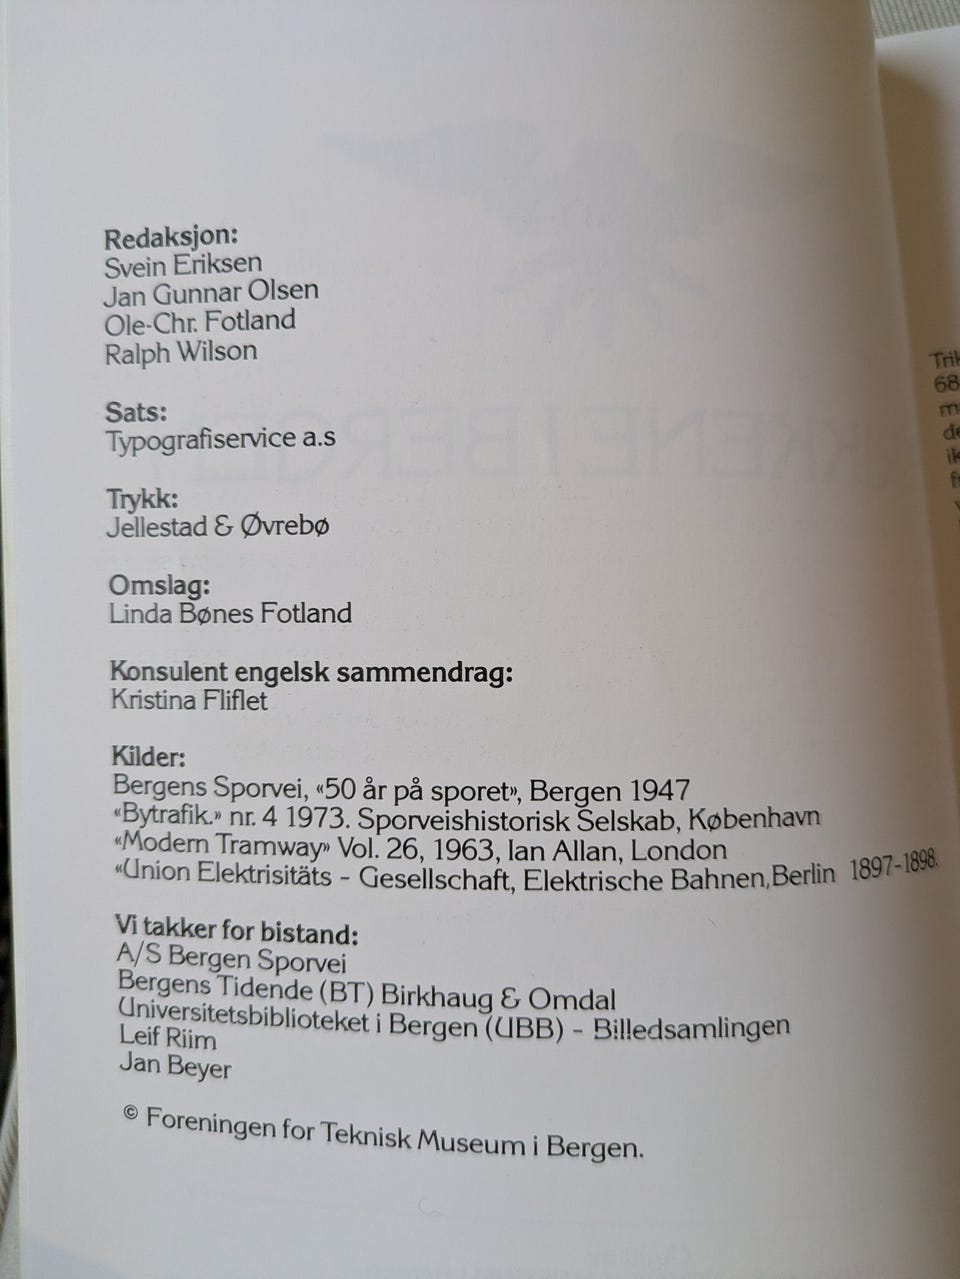 Redaksjon:
Svein Eriksen
Jan Gunnar Olsen
Ole-Chr. Fotland
Ralph Wilson
Sats:
Typografiservice a.s
Trykk:
Jellestad & Øvrebø
Omslag:
Linda Bønes Fotland
Konsulent engelsk sammendrag:
Kristina Fliflet
Kilder:
Bergens Sporvei, «50 år på sporet», Bergen 1947
«Bytrafik.» nr. 4 1973. Sporveishistorisk Selskab, København
«Modern Tramway» Vol. 26, 1963, Ian Allan, London
«Union Elektrisitäts - Gesellschaft, Elektrische Bahnen, Berlin 1897-1898.
Vi takker for bistand:
A/S Bergen Sporvei
Bergens Tidende (BT) Birkhaug & Omdal
Universitetsbiblioteket i Bergen (UBB) - Billedsamlingen
Leif Riim
Jan Beyer
© Foreningen for Teknisk Museum i Bergen.